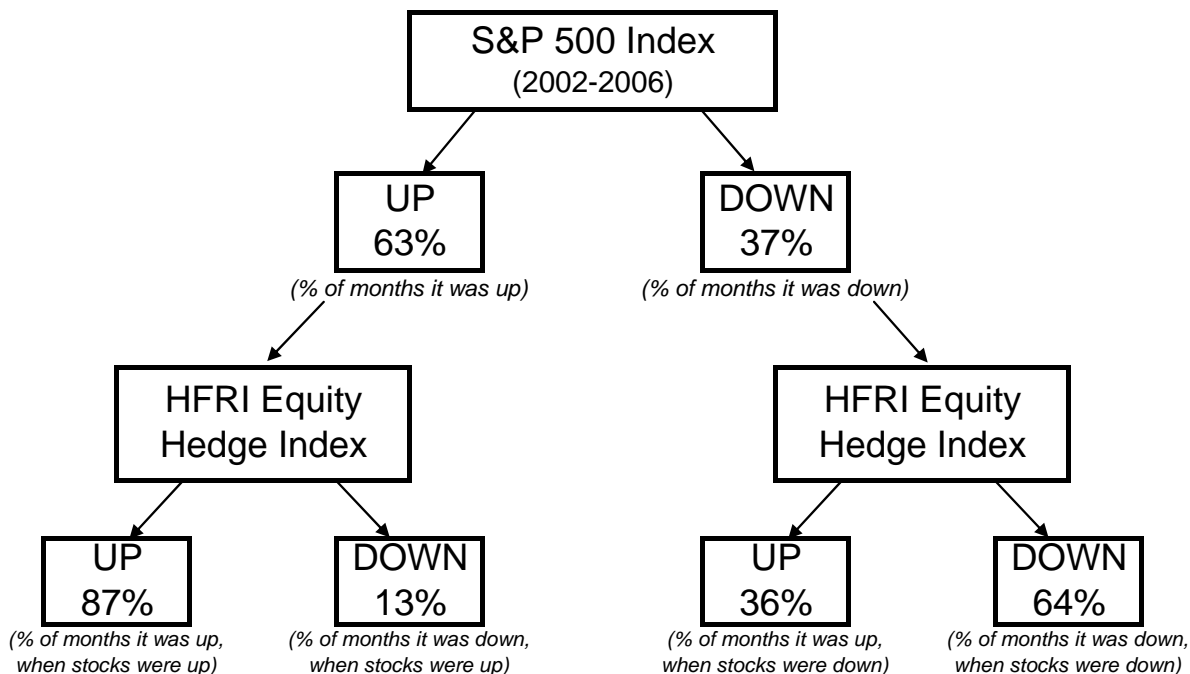 S&P 500 Index
(2002-2006)
UP
63%
(% of months it was up)
DOWN
37%
(% of months it was down)
HFRI Equity
Hedge Index
HFRI Equity
Hedge Index
UP
87%
(% of months it was up,
when stocks were up)
DOWN
13%
(% of months it was down,
when stocks were up)
UP
36%
(% of months it was up,
when stocks were down)
DOWN
64%
(% of months it was down,
when stocks were down)